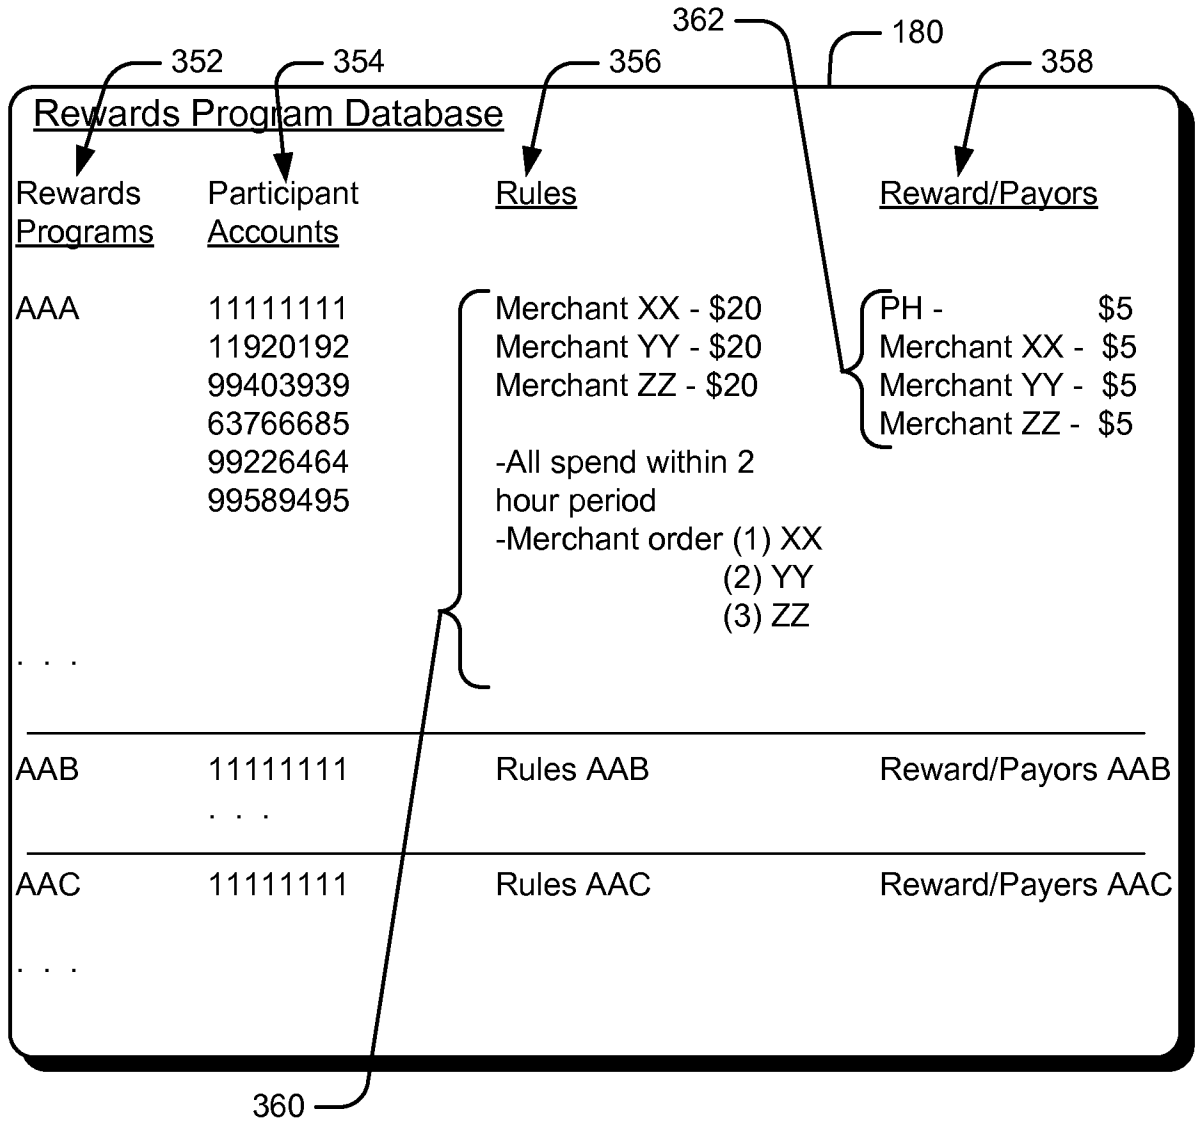 362
180
352
354
356
358
Rewards Program Database
Rewards Programs
Participant Accounts
Rules
Reward/Payors
AAA
11111111
11920192
99403939
63766685
99226464
99589495
Merchant XX - $20
Merchant YY - $20
Merchant ZZ - $20
-All spend within 2
hour period
-Merchant order (1) XX
(2) YY
(3) ZZ
PH - $5
Merchant XX - $5
Merchant YY - $5
Merchant ZZ - $5
. . .
AAB 11111111 Rules AAB Reward/Payors AAB
. . .
AAC 11111111 Rules AAC Reward/Payers AAC
. . .
360